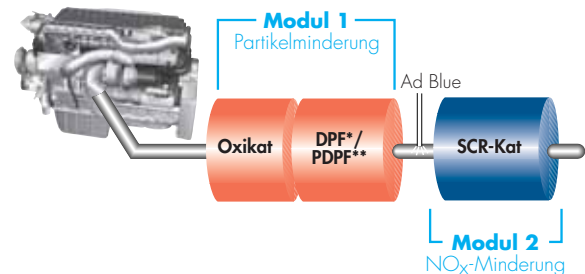 Modul 1
Partikelminderung
Ad Blue
Oxikat
DPF*/
PDPF**
SCR-Kat
Modul 2
NOx-Minderung